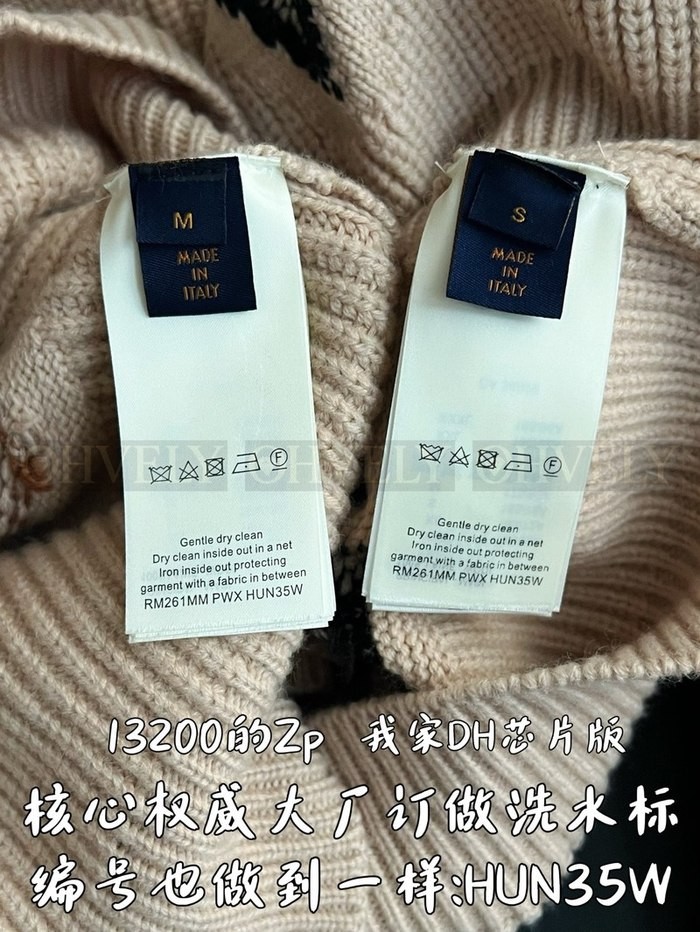 M
MADE
IN
ITALY
S
MADE
IN
ITALY
F
F
Gentle dry clean
Dry clean inside out in a net
Iron inside out protecting
garment with a fabric in between
RM261MM PWX HUN35W
Gentle dry clean
Dry clean inside out in a net
Iron inside out protecting
garment with a fabric in between
RM261MM PWX HUN35W
13200的Zp 我家DH芯片版
核心权威大厂订做洗水标
编号也做到一样:HUN35W